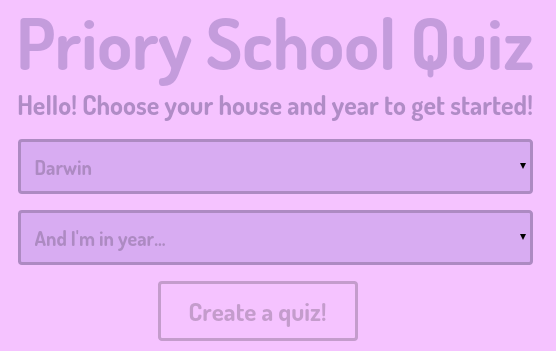 Priory School Quiz
Hello! Choose your house and year to get started!
Darwin
And I'm in year...
Create a quiz!